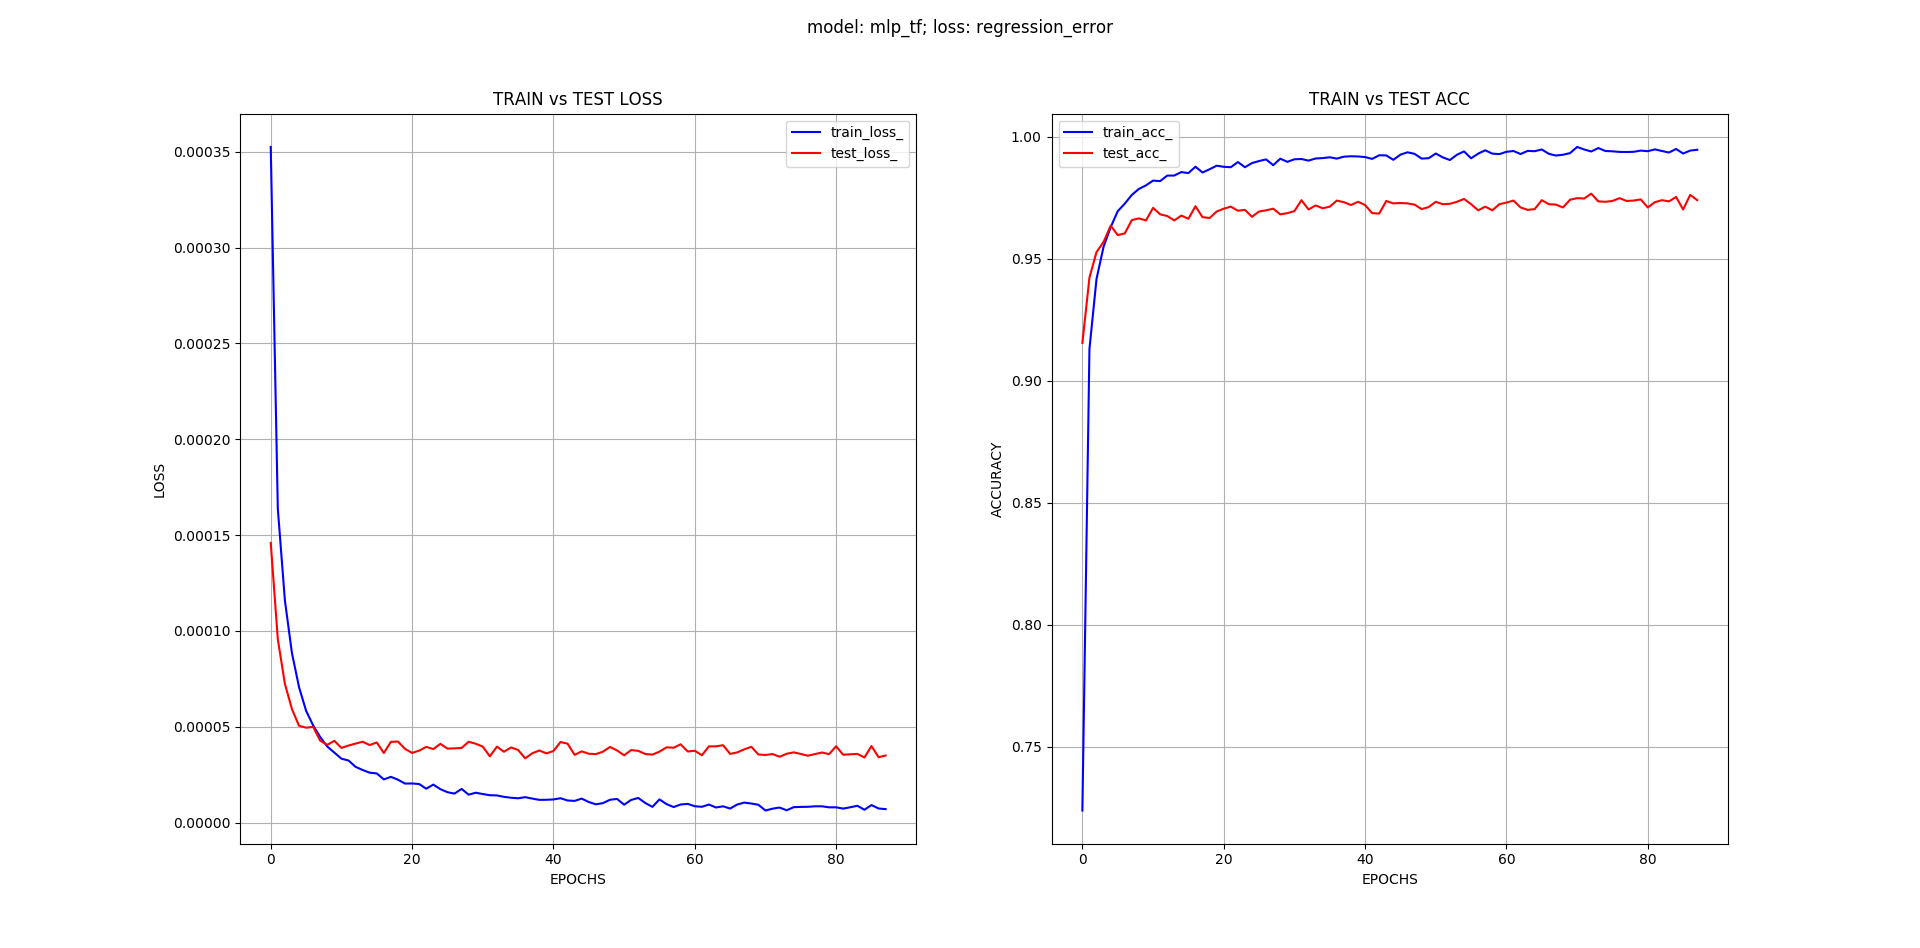 model: mlp_tf; loss: regression_error
TRAIN vs TEST LOSS
train_loss_
test_loss_
0.00035
0.00030
0.00025
0.00020
0.00015
0.00010
0.00005
0.00000
LOSS
0
20
40
60
80
EPOCHS
TRAIN vs TEST ACC
train_acc_
test_acc_
1.00
0.95
0.90
0.85
0.80
0.75
ACCURACY
0
20
40
60
80
EPOCHS